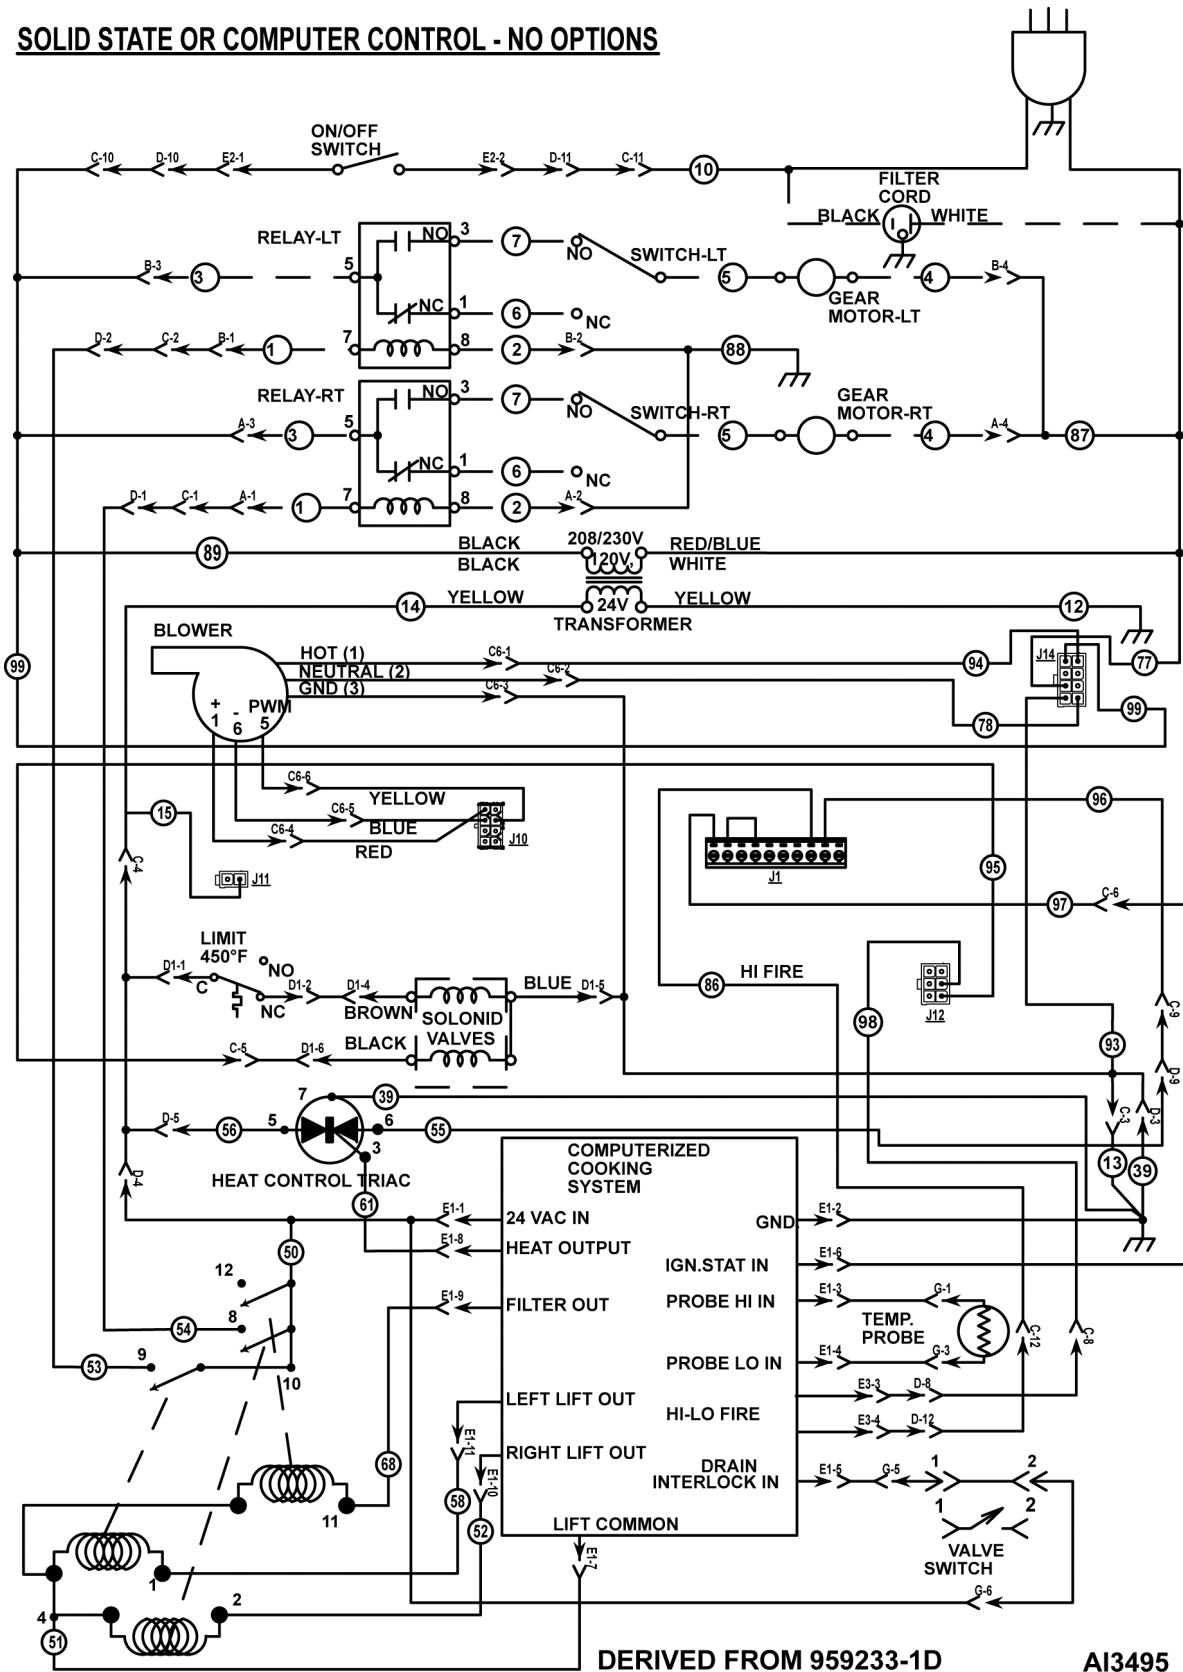 SOLID STATE OR COMPUTER CONTROL - NO OPTIONS
ON/OFF
SWITCH
C-10
D-10
E2-1
E2-2
D-11
C-11
10
FILTER
CORD
BLACK
WHITE
RELAY-LT
NO
3
7
NO
SWITCH-LT
B-3
3
5
5
4
B-4
GEAR
MOTOR-LT
NC
1
6
NC
D-2
C-2
B-1
1
7
8
2
B-2
88
RELAY-RT
NO
3
7
NO
SWITCH-RT
GEAR
MOTOR-RT
A-3
3
5
5
4
A-4
87
NC
1
6
NC
D-1
C-1
A-1
1
7
8
2
A-2
89
BLACK
BLACK
208/230V
120V,
RED/BLUE
WHITE
14
YELLOW
24V
YELLOW
12
TRANSFORMER
BLOWER
HOT (1)
NEUTRAL (2)
GND (3)
C6-1
C6-2
C6-3
94
J14
77
99
+
1
-
6
PWM
5
78
99
C6-6
YELLOW
C6-5
BLUE
C6-4
RED
J10
15
C-4
J11
96
J1
95
97
C-6
LIMIT
450°F
NO
D1-1
C
NC
D1-2
D1-4
BROWN
SOLONID
VALVES
BLUE
D1-5
86
HI FIRE
J12
98
C-9
C-5
D1-6
BLACK
93
D-9
7
39
D-5
56
5
6
55
3
C-3
D-3
HEAT CONTROL TRIAC
D-4
61
13
39
COMPUTERIZED
COOKING
SYSTEM
E1-1
24 VAC IN
GND
E1-2
E1-8
HEAT OUTPUT
50
IGN.STAT IN
E1-6
12
E1-9
FILTER OUT
PROBE HI IN
E1-3
G-1
8
54
TEMP.
PROBE
C-12
C-8
9
53
10
PROBE LO IN
E1-4
G-3
LEFT LIFT OUT
E3-3
D-8
HI-LO FIRE
E3-4
D-12
E1-11
RIGHT LIFT OUT
68
E1-10
DRAIN
INTERLOCK IN
E1-5
G-5
1
2
58
11
52
1
2
LIFT COMMON
E1-7
VALVE
SWITCH
1
G-6
2
4
51
DERIVED FROM 959233-1D
AI3495